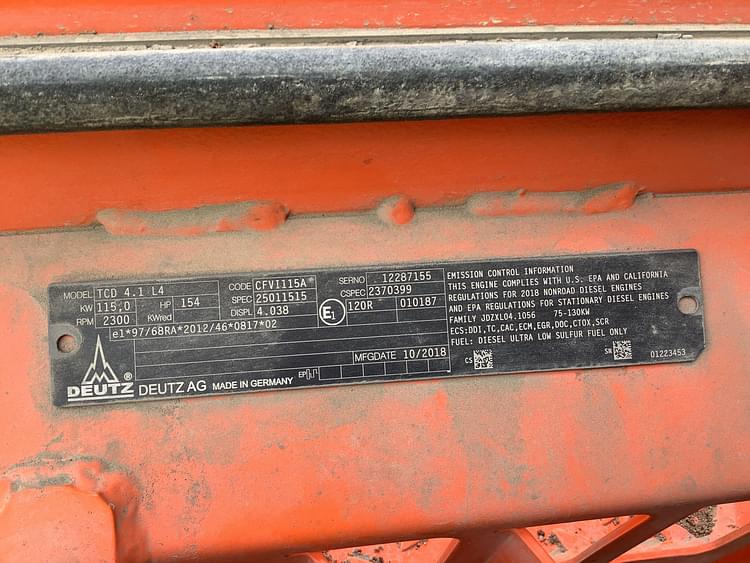 MODEL TCD 4.1 L4 CODE CFVI115A* SERNO 12287155
KW 115,0 HP 154 SPEC 25011515 CSPEC 2370399
RPM 2300 KWred DISPL 4.038 E1 120R 010187
e1*97/68RA*2012/46*0817*02
MFGDATE 10/2018
DEUTZ® DEUTZ AG MADE IN GERMANY EP
EMISSION CONTROL INFORMATION
THIS ENGINE COMPLIES WITH U.S. EPA AND CALIFORNIA
REGULATIONS FOR 2018 NONROAD DIESEL ENGINES
AND EPA REGULATIONS FOR STATIONARY DIESEL ENGINES
FAMILY JDZXL04.1056 75-130KW
ECS: DDI,TC,CAC,ECM,EGR,DOC,CTOX,SCR
FUEL: DIESEL ULTRA LOW SULFUR FUEL ONLY
CS SN 01223453